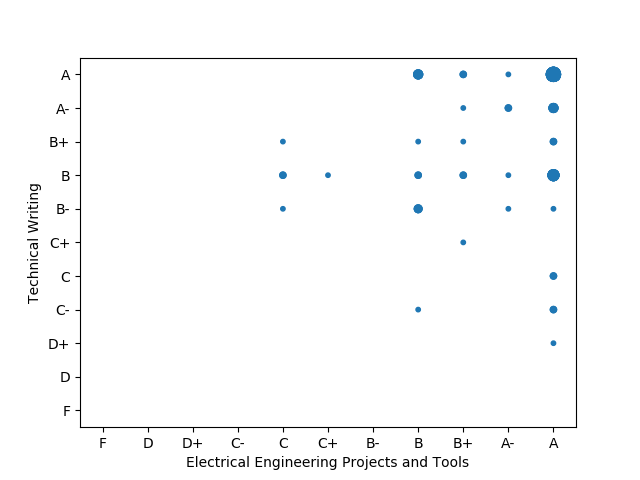 A
A-
B+
B
B-
C+
C
C-
D+
D
F
Technical Writing
F D D+ C- C C+ B- B B+ A- A
Electrical Engineering Projects and Tools